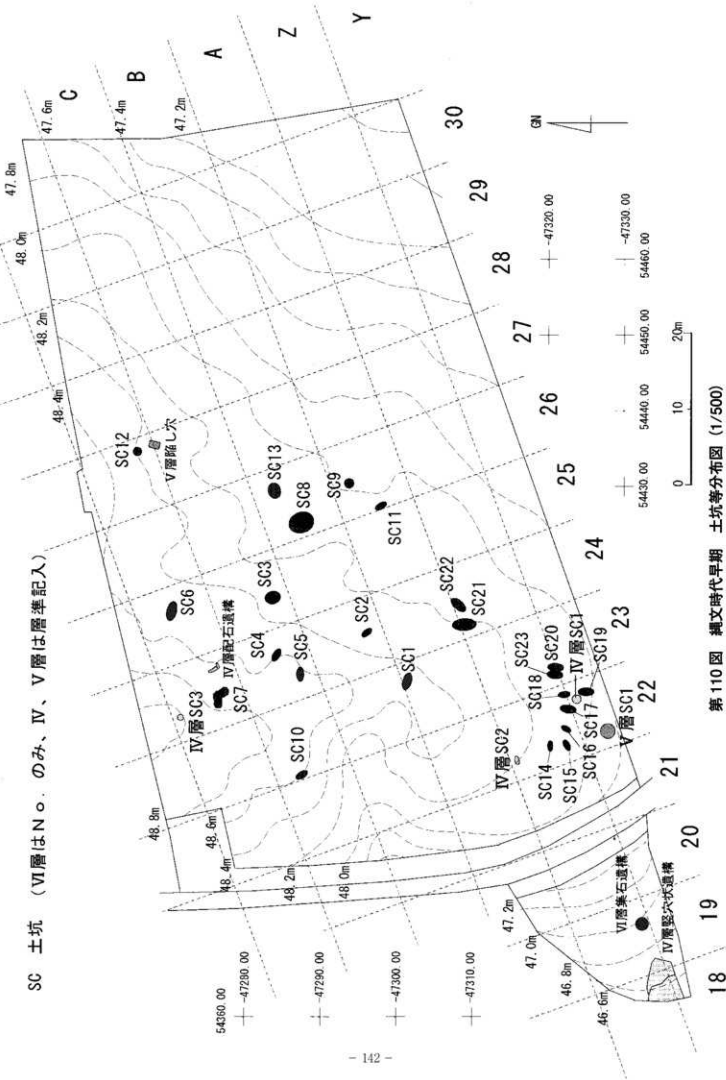 SC 土坑 （Ⅵ層はＮｏ．のみ、Ⅳ、Ⅴ層は層準記入）
47.8m
48.0m
48.2m
48.4m
47.6m
47.4m
47.2m
C
B
A
Z
Y
SC12
Ⅴ層陥し穴
SC13
SC8
SC9
SC11
SC6
SC3
Ⅳ層配石遺構
SC4
SC5
SC2
SC22
SC21
Ⅳ層SC3
SC7
SC1
SC10
48.8m
48.6m
48.4m
48.2m
48.0m
Ⅳ層SC2
SC23
SC20
SC18
Ⅳ層SC1
SC19
SC14
SC15
SC16
SC17
Ⅴ層SC1
47.2m
47.0m
46.8m
46.6m
Ⅵ層集石遺構
Ⅳ層竪穴状遺構
18
19
20
21
22
23
24
25
26
27
28
29
30
GN
54360.00
-47280.00
-47290.00
-47300.00
-47310.00
-47320.00
-47330.00
54430.00
54440.00
54450.00
54460.00
0
10
20m
第110図 縄文時代早期 土坑等分布図 (1/500)
- 142 -